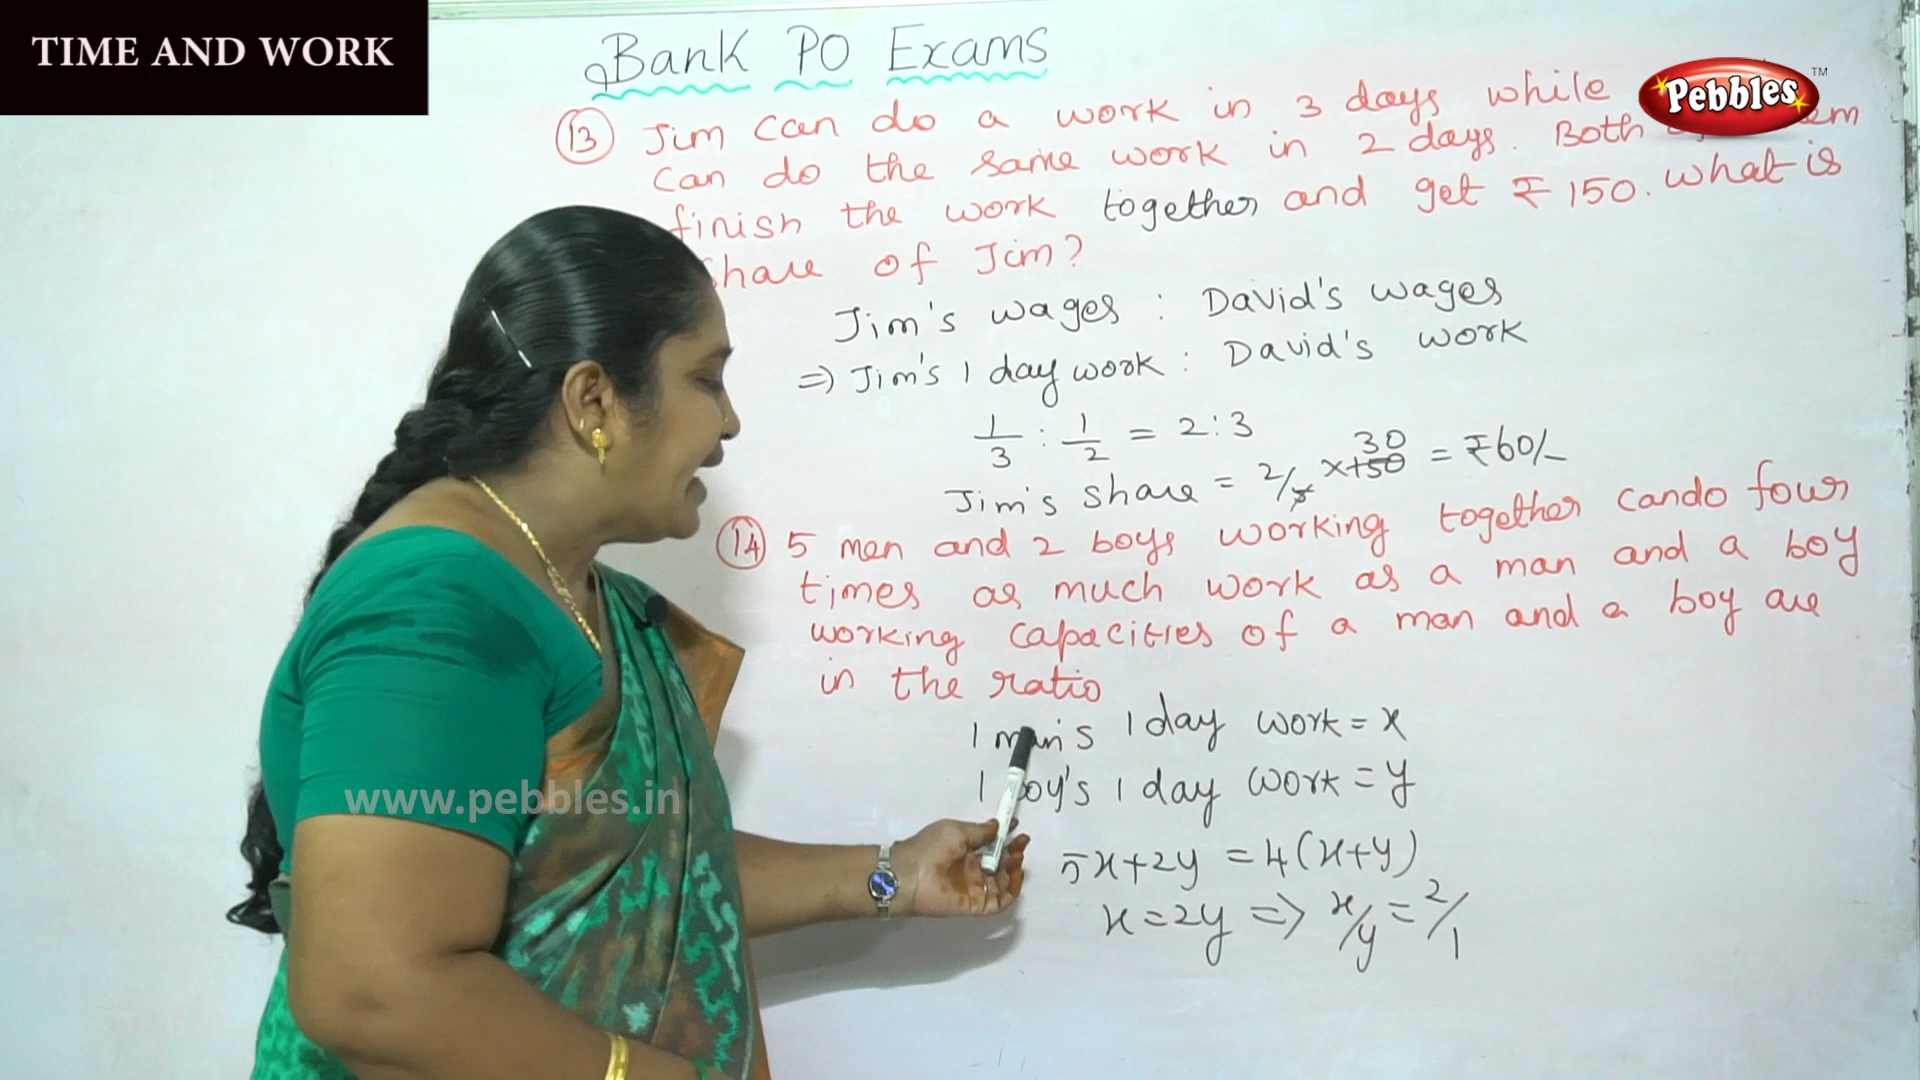 TIME AND WORK
Bank PO Exams
Pebbles TM
13 Jim can do a work in 3 days while
can do the same work in 2 days. Both
finish the work together and get ₹ 150. what is
share of Jim?
Jim's wages : David's wages
=> Jim's 1 day work : David's work
1/3 : 1/2 = 2:3
Jim's share = 2/5 x 150 30 = ₹60/-
14 5 men and 2 boys working together can do four
times as much work as a man and a boy
working capacities of a man and a boy are
in the ratio
1 man's 1 day work = x
1 boy's 1 day work = y
5x+2y = 4(x+y)
x=2y => x/y = 2/1
www.pebbles.in